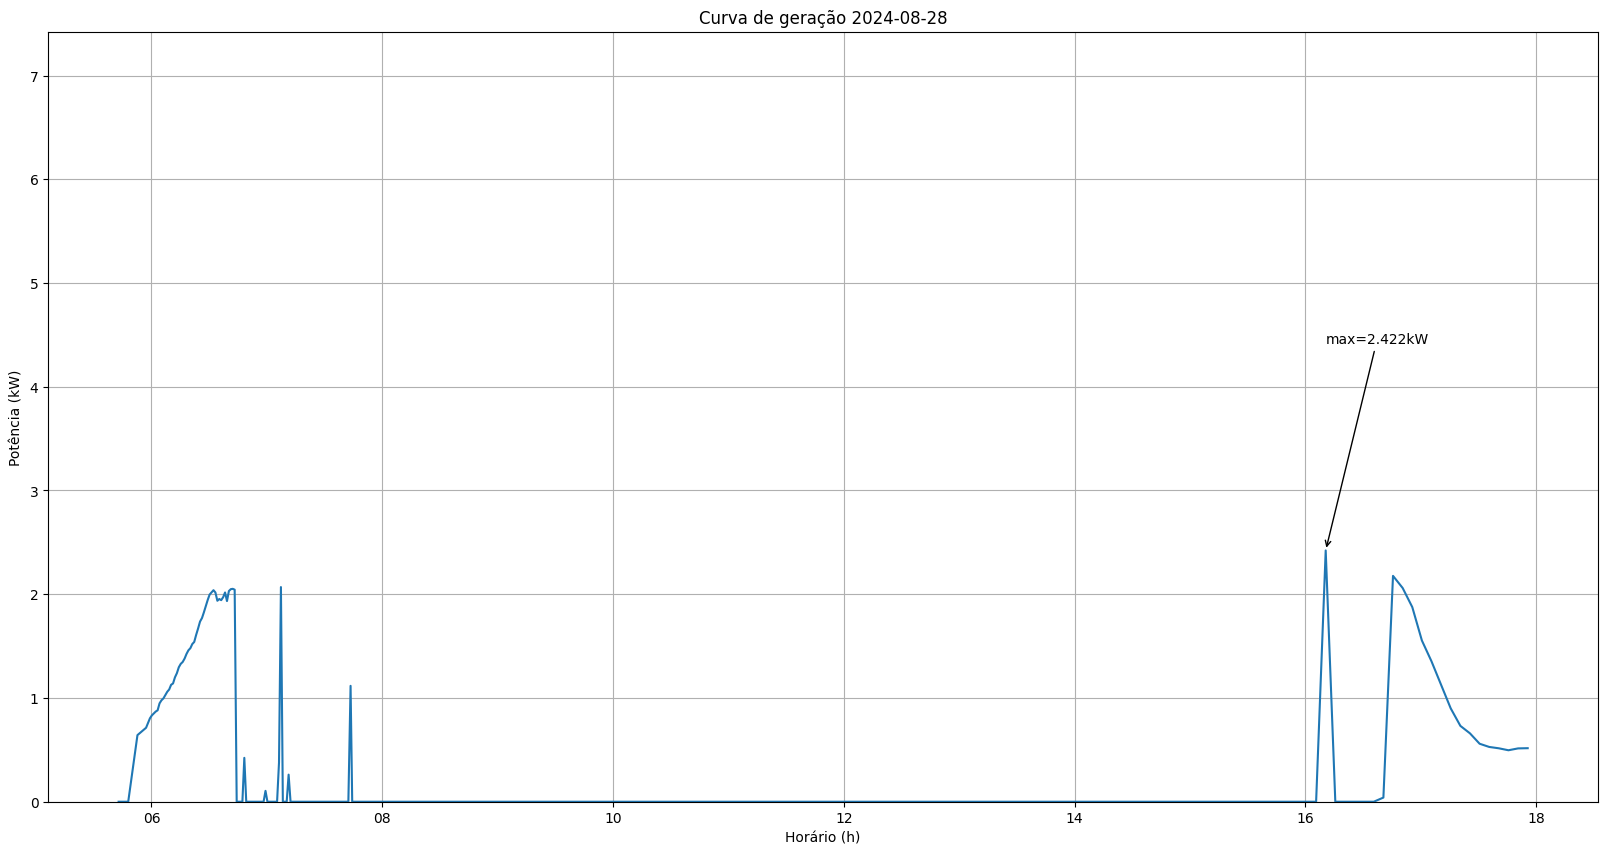 Curva de geração 2024-08-28
7
6
5
4
3
2
1
0
Potência (kW)
max=2.422kW
06 08 10 12 14 16 18
Horário (h)